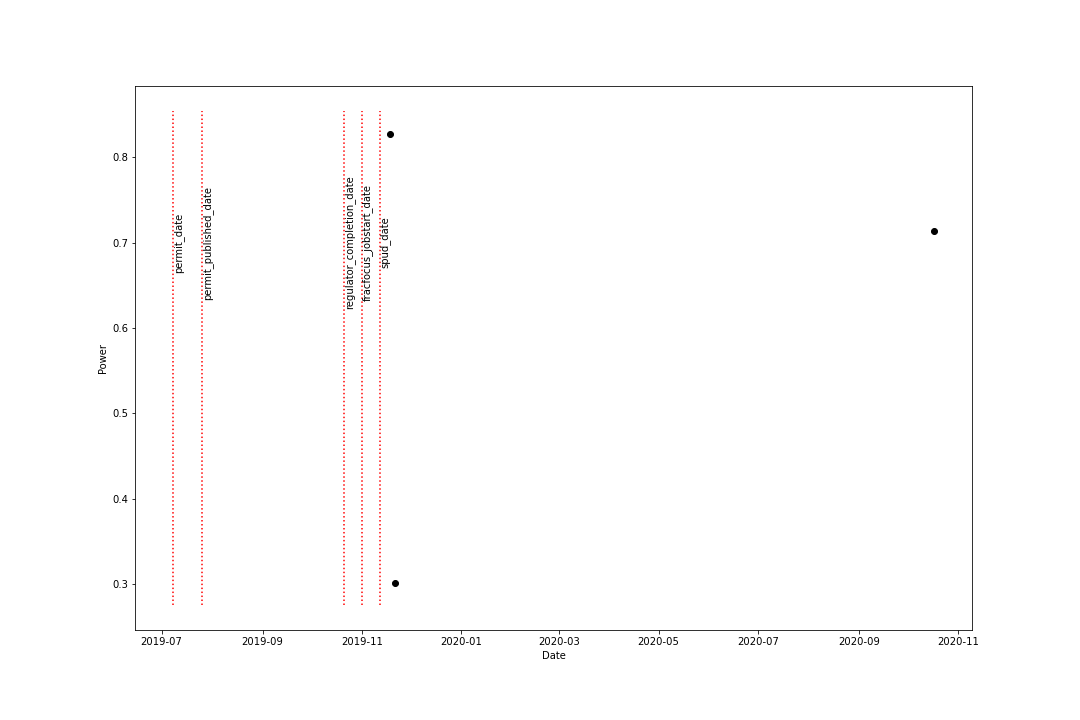 0.8
0.7
0.6
0.5
0.4
0.3
Power
permit_date
permit_published_date
regulator_completion_date
fracfocus_jobstart_date
spud_date
2019-07
2019-09
2019-11
2020-01
2020-03
2020-05
2020-07
2020-09
2020-11
Date